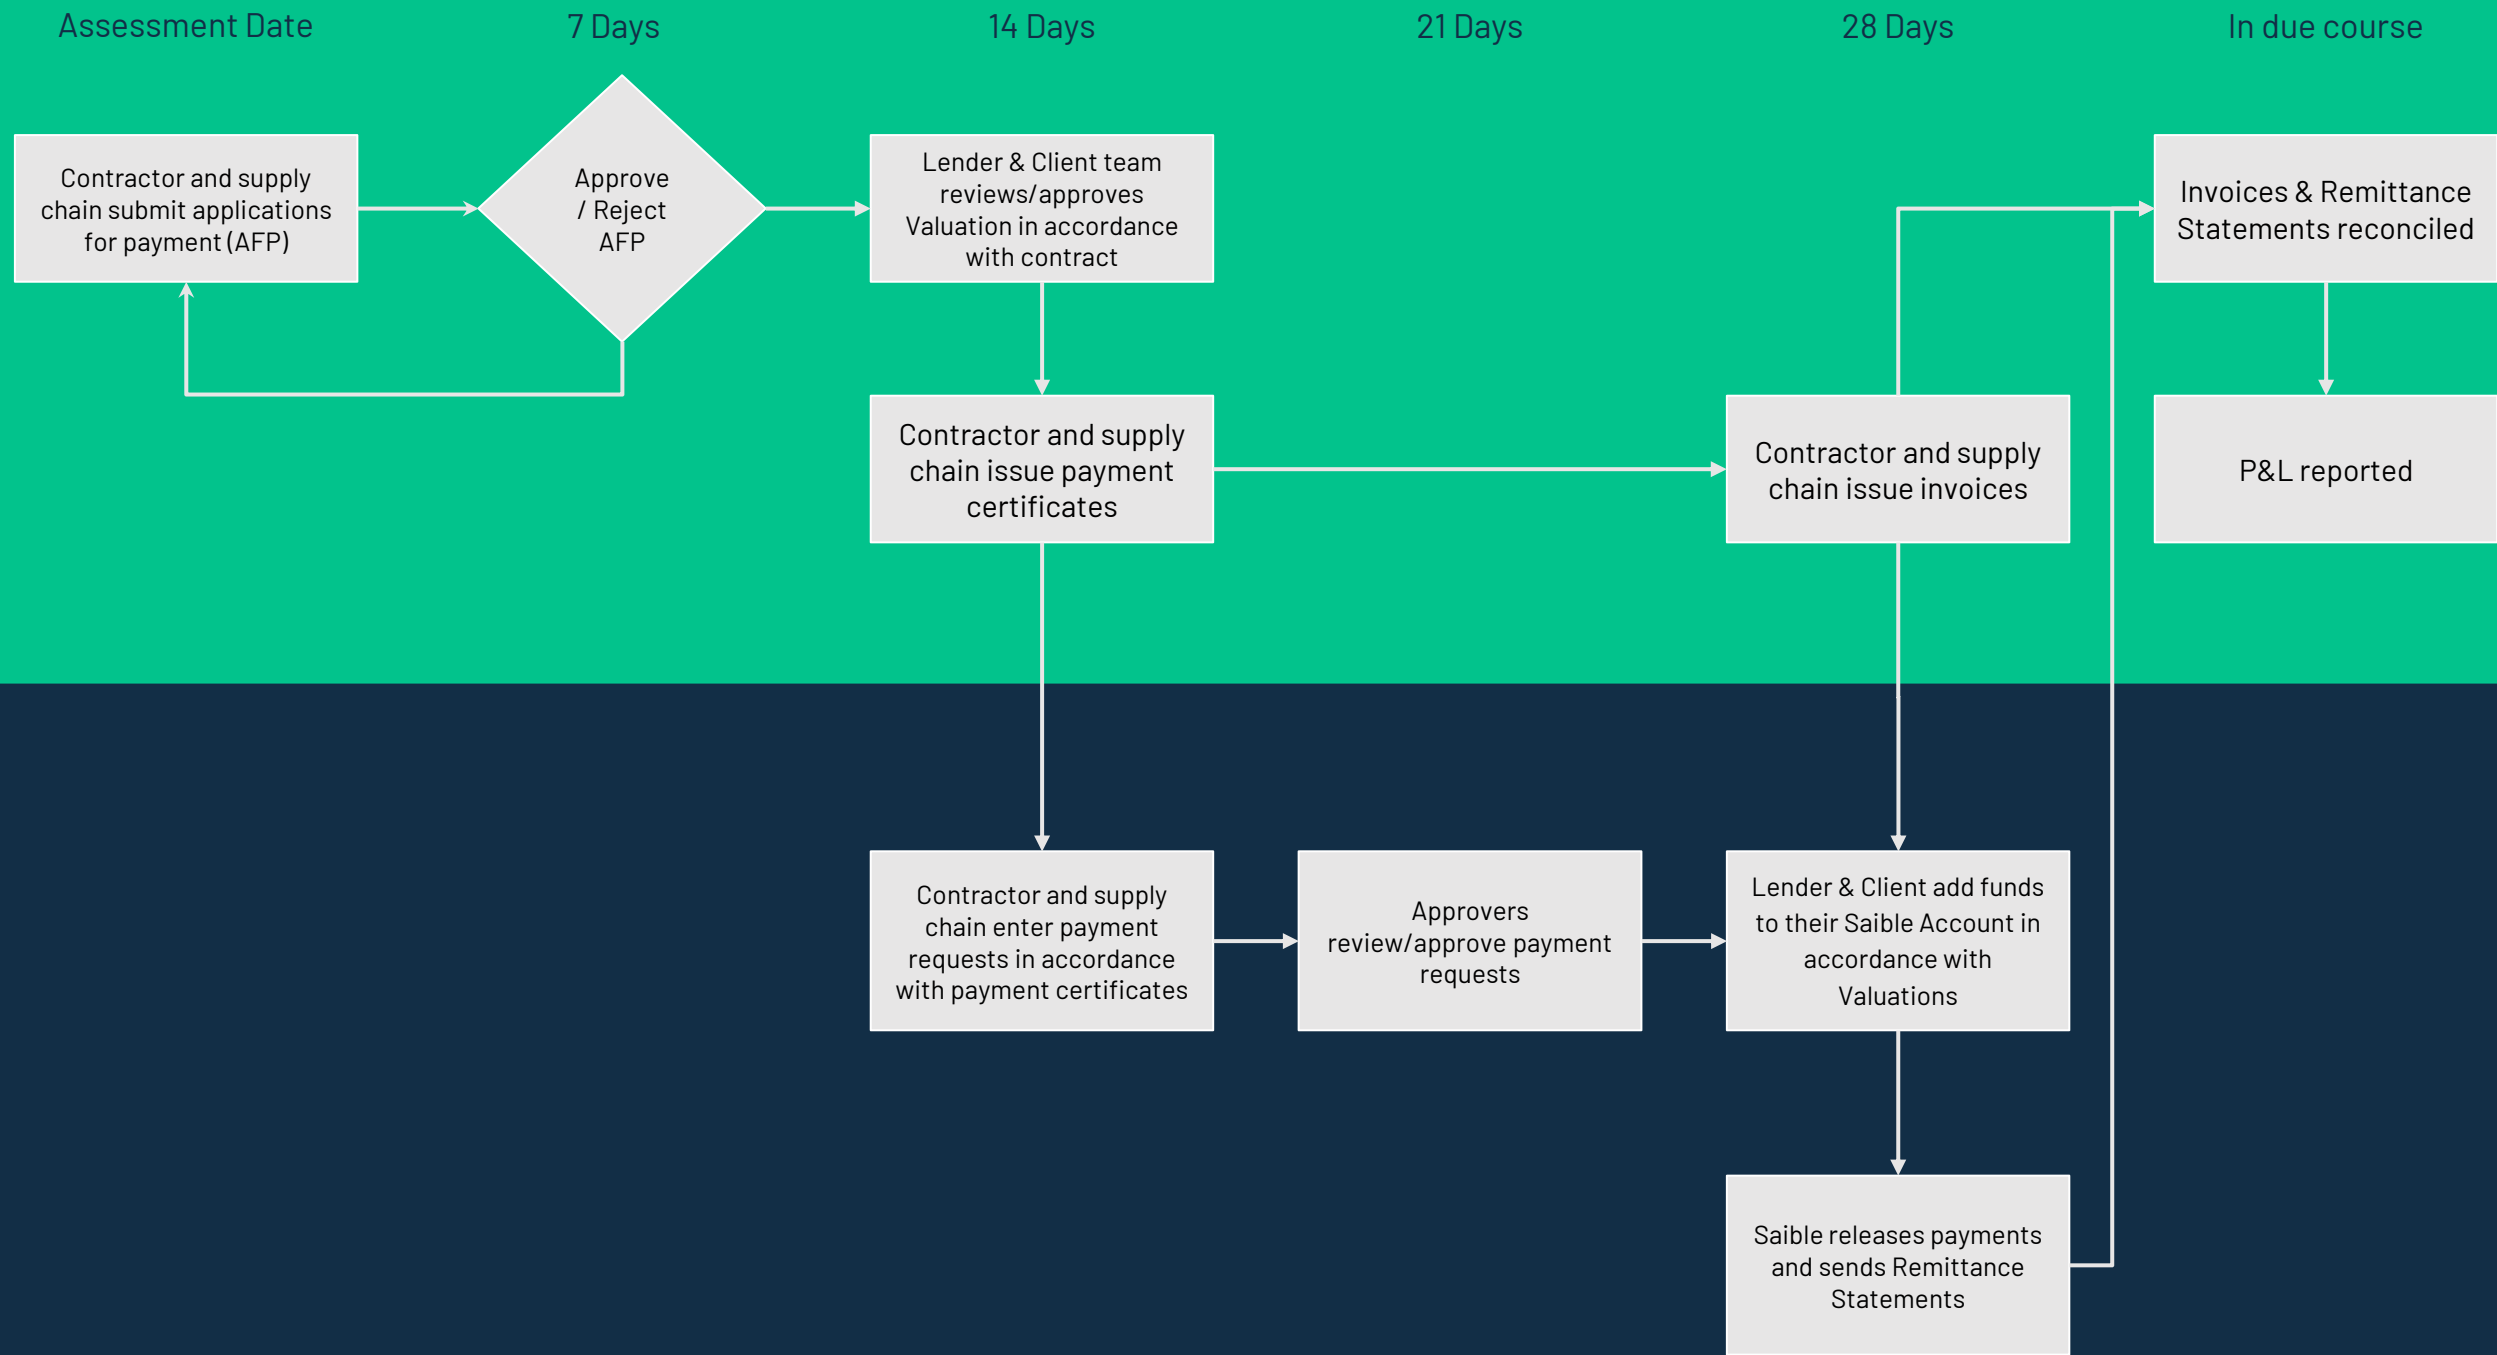 Assessment Date
7 Days
14 Days
21 Days
28 Days
In due course
Contractor and supply
chain submit applications
for payment (AFP)
Approve
/ Reject
AFP
Lender & Client team
reviews/approves
Valuation in accordance
with contract
Invoices & Remittance
Statements reconciled
Contractor and supply
chain issue payment
certificates
Contractor and supply
chain issue invoices
P&L reported
Contractor and supply
chain enter payment
requests in accordance
with payment certificates
Approvers
review/approve payment
requests
Lender & Client add funds
to their Saible Account in
accordance with
Valuations
Saible releases payments
and sends Remittance
Statements